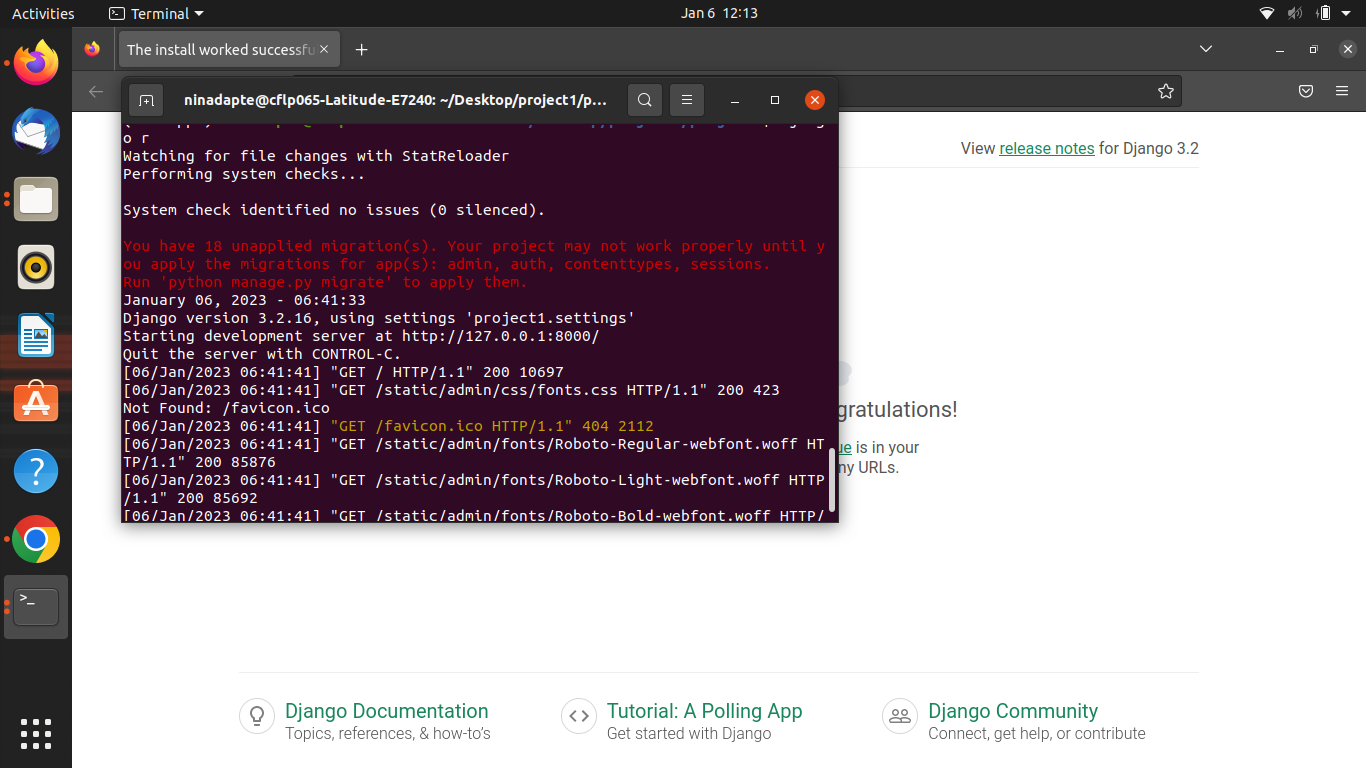 Activities
Terminal
Jan 6 12:13
The install worked successfu
ninadapte@cflp065-Latitude-E7240: ~/Desktop/project1/p...
o r
Watching for file changes with StatReloader
Performing system checks...
System check identified no issues (0 silenced).
You have 18 unapplied migration(s). Your project may not work properly until y
ou apply the migrations for app(s): admin, auth, contenttypes, sessions.
Run 'python manage.py migrate' to apply them.
January 06, 2023 - 06:41:33
Django version 3.2.16, using settings 'project1.settings'
Starting development server at http://127.0.0.1:8000/
Quit the server with CONTROL-C.
[06/Jan/2023 06:41:41] "GET / HTTP/1.1" 200 10697
[06/Jan/2023 06:41:41] "GET /static/admin/css/fonts.css HTTP/1.1" 200 423
Not Found: /favicon.ico
[06/Jan/2023 06:41:41] "GET /favicon.ico HTTP/1.1" 404 2112
[06/Jan/2023 06:41:41] "GET /static/admin/fonts/Roboto-Regular-webfont.woff HT
TP/1.1" 200 85876
[06/Jan/2023 06:41:41] "GET /static/admin/fonts/Roboto-Light-webfont.woff HTTP
/1.1" 200 85692
[06/Jan/2023 06:41:41] "GET /static/admin/fonts/Roboto-Bold-webfont.woff HTTP/
View release notes for Django 3.2
gratulations!
ue is in your
ny URLs.
Django Documentation
Topics, references, & how-to's
Tutorial: A Polling App
Get started with Django
Django Community
Connect, get help, or contribute